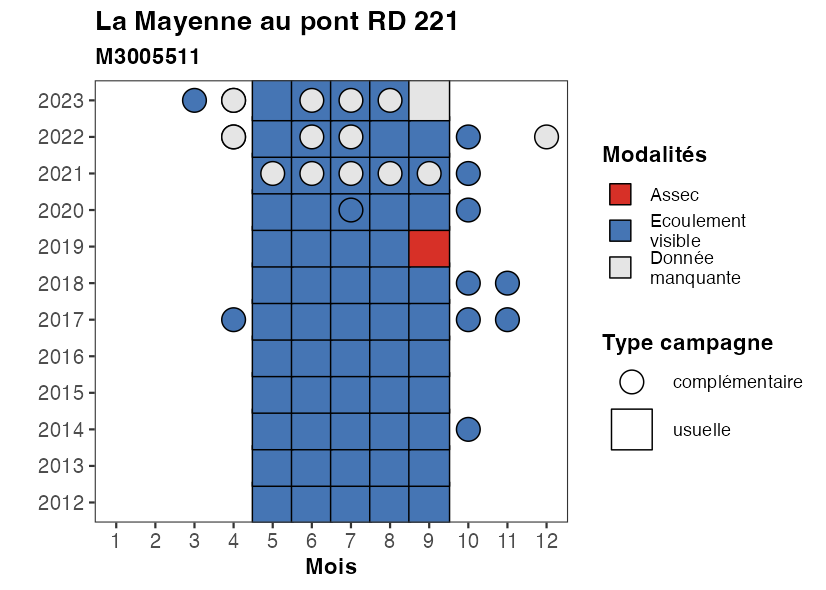 La Mayenne au pont RD 221
M3005511
2023
2022
2021
2020
2019
2018
2017
2016
2015
2014
2013
2012
1 2 3 4 5 6 7 8 9 10 11 12
Mois
Modalités
Assec
Ecoulement
visible
Donnée
manquante
Type campagne
complémentaire
usuelle